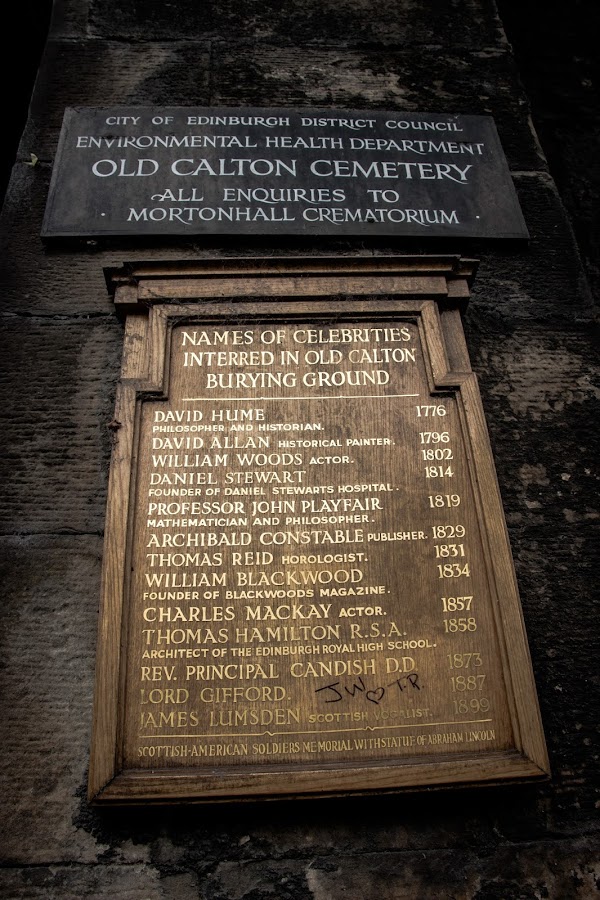 CITY OF EDINBURGH DISTRICT COUNCIL
ENVIRONMENTAL HEALTH DEPARTMENT
OLD CALTON CEMETERY
ALL ENQUIRIES TO
· MORTONHALL CREMATORIUM ·
NAMES OF CELEBRITIES
INTERRED IN OLD CALTON
BURYING GROUND
DAVID HUME 1776
PHILOSOPHER AND HISTORIAN.
DAVID ALLAN HISTORICAL PAINTER. 1796
WILLIAM WOODS ACTOR. 1802
DANIEL STEWART 1814
FOUNDER OF DANIEL STEWARTS HOSPITAL.
PROFESSOR JOHN PLAYFAIR 1819
MATHEMATICIAN AND PHILOSOPHER.
ARCHIBALD CONSTABLE PUBLISHER. 1829
THOMAS REID HOROLOGIST. 1831
WILLIAM BLACKWOOD 1834
FOUNDER OF BLACKWOODS MAGAZINE.
CHARLES MACKAY ACTOR. 1857
THOMAS HAMILTON R.S.A. 1858
ARCHITECT OF THE EDINBURGH ROYAL HIGH SCHOOL.
REV. PRINCIPAL CANDISH D.D. 1873
LORD GIFFORD. 1887
JW ♡ T.P.
JAMES LUMSDEN SCOTTISH VOCALIST. 1899
SCOTTISH-AMERICAN SOLDIERS MEMORIAL WITH STATUE OF ABRAHAM LINCOLN